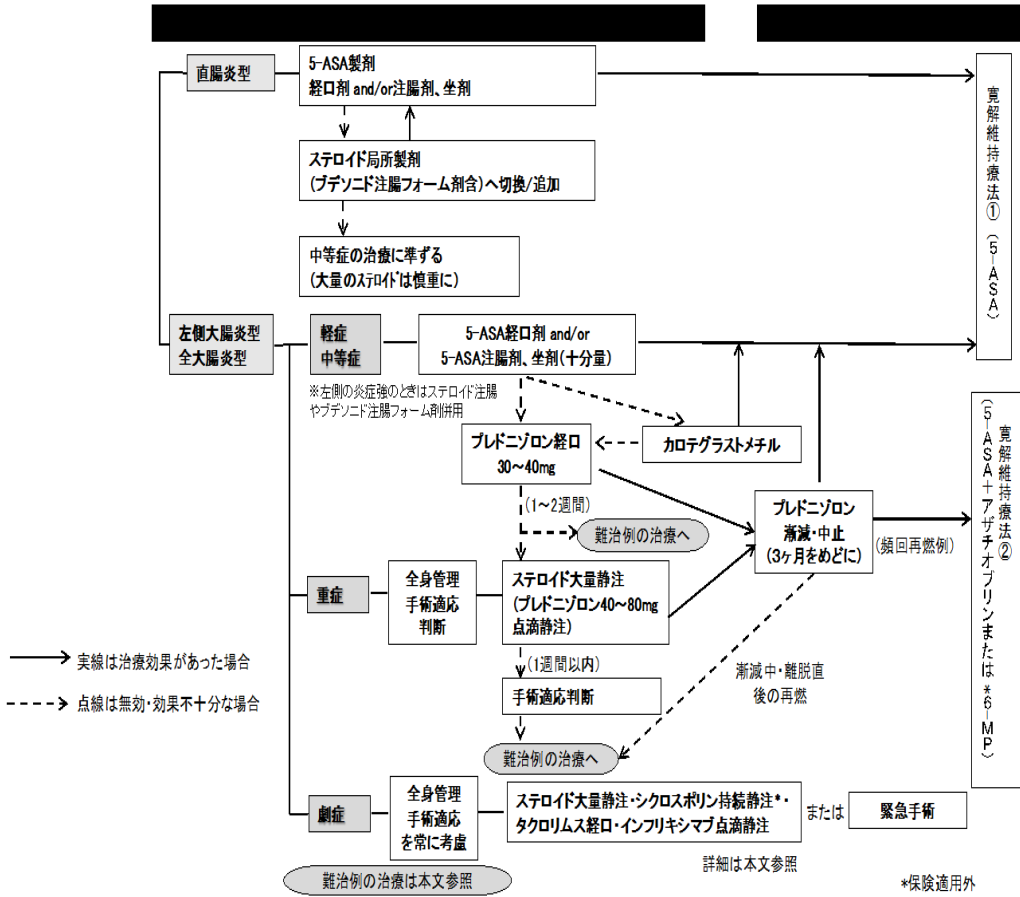 直腸炎型
5-ASA製剤
経口剤 and/or注腸剤、坐剤
ステロイド局所製剤
(ブデソニド注腸フォーム剤含)へ切換/追加
中等症の治療に準ずる
(大量のステロイドは慎重に)
寛解維持療法① (5-ASA)
左側大腸炎型
全大腸炎型
軽症
中等症
5-ASA経口剤 and/or
5-ASA注腸剤、坐剤(十分量)
※左側の炎症強のときはステロイド注腸
やブデソニド注腸フォーム剤併用
プレドニゾロン経口
30～40mg
カロテグラストメチル
(1～2週間)
難治例の治療へ
プレドニゾロン
漸減・中止
(3ヶ月をめどに)
(頻回再燃例)
寛解維持療法②
(5-ASA+アザチオプリンまたは*6-MP)
重症
全身管理
手術適応
判断
ステロイド大量静注
(プレドニゾロン40～80mg
点滴静注)
(1週間以内)
手術適応判断
難治例の治療へ
漸減中・離脱直
後の再燃
実線は治療効果があった場合
点線は無効・効果不十分な場合
劇症
全身管理
手術適応
を常に考慮
ステロイド大量静注・シクロスポリン持続静注*・
タクロリムス経口・インフリキシマブ点滴静注
または
緊急手術
詳細は本文参照
難治例の治療は本文参照
*保険適用外